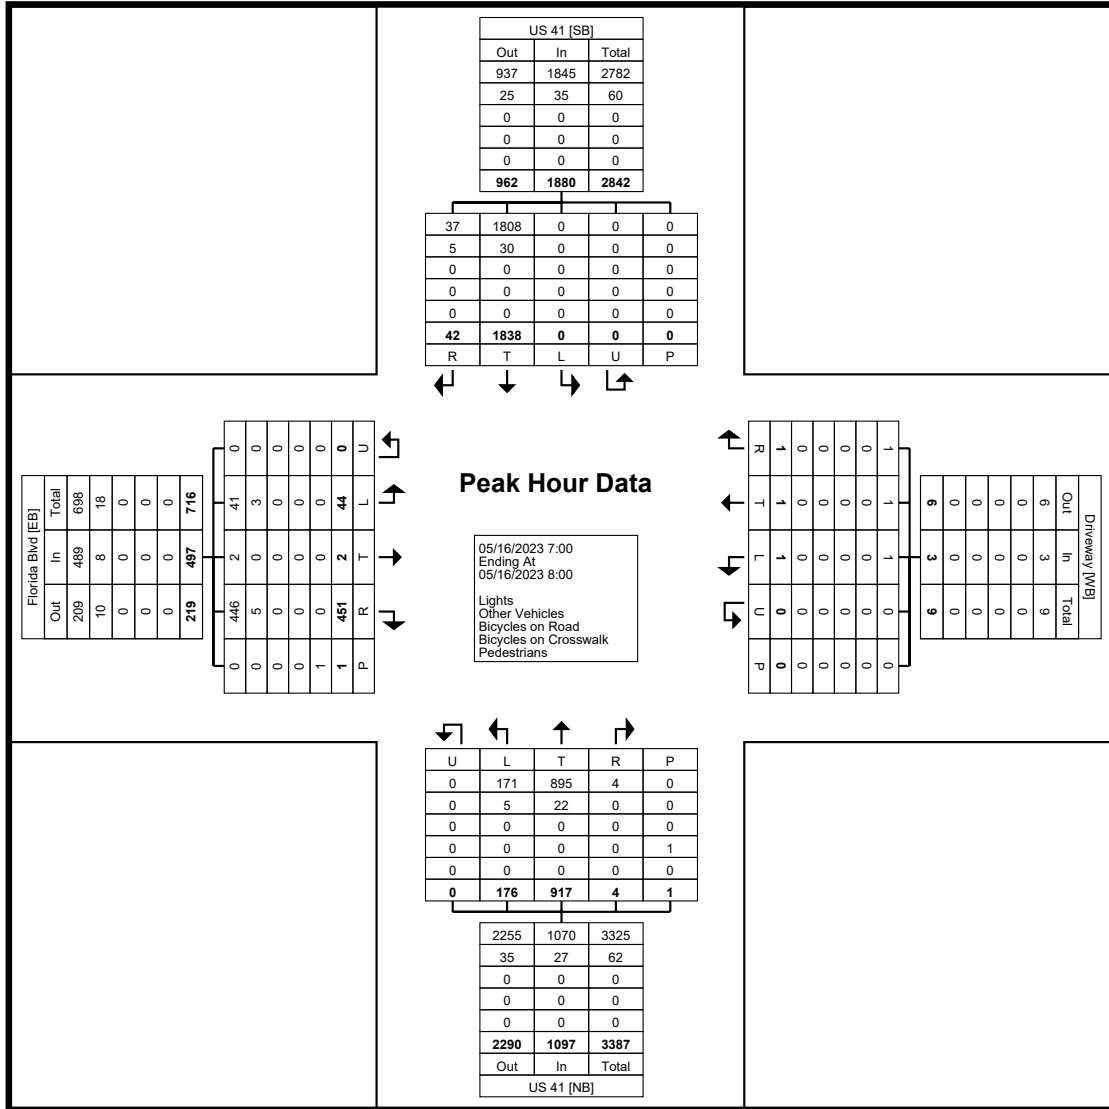 US 41 [SB]
Out In Total
937 1845 2782
25 35 60
0 0 0
0 0 0
0 0 0
962 1880 2842
37 1808 0 0 0
5 30 0 0 0
0 0 0 0 0
0 0 0 0 0
0 0 0 0 0
42 1838 0 0 0
R T L U P
Florida Blvd [EB]
Total 698 18 0 0 0 716
In 489 8 0 0 0 497
Out 209 10 0 0 0 219
0 0 0 0 0 0 U
41 3 0 0 0 44 L
2 0 0 0 0 2 T
446 5 0 0 0 451 R
0 0 0 0 1 1 P
Peak Hour Data
05/16/2023 7:00
Ending At
05/16/2023 8:00
Lights
Other Vehicles
Bicycles on Road
Bicycles on Crosswalk
Pedestrians
R 1 0 0 0 0 1
T 1 0 0 0 0 1
L 1 0 0 0 0 1
U 0 0 0 0 0 0
P 0 0 0 0 0 0
Driveway [WB]
Out 6 0 0 0 0 6
In 3 0 0 0 0 3
Total 9 0 0 0 0 9
U L T R P
0 171 895 4 0
0 5 22 0 0
0 0 0 0 0
0 0 0 0 1
0 0 0 0 0
0 176 917 4 1
2255 1070 3325
35 27 62
0 0 0
0 0 0
0 0 0
2290 1097 3387
Out In Total
US 41 [NB]